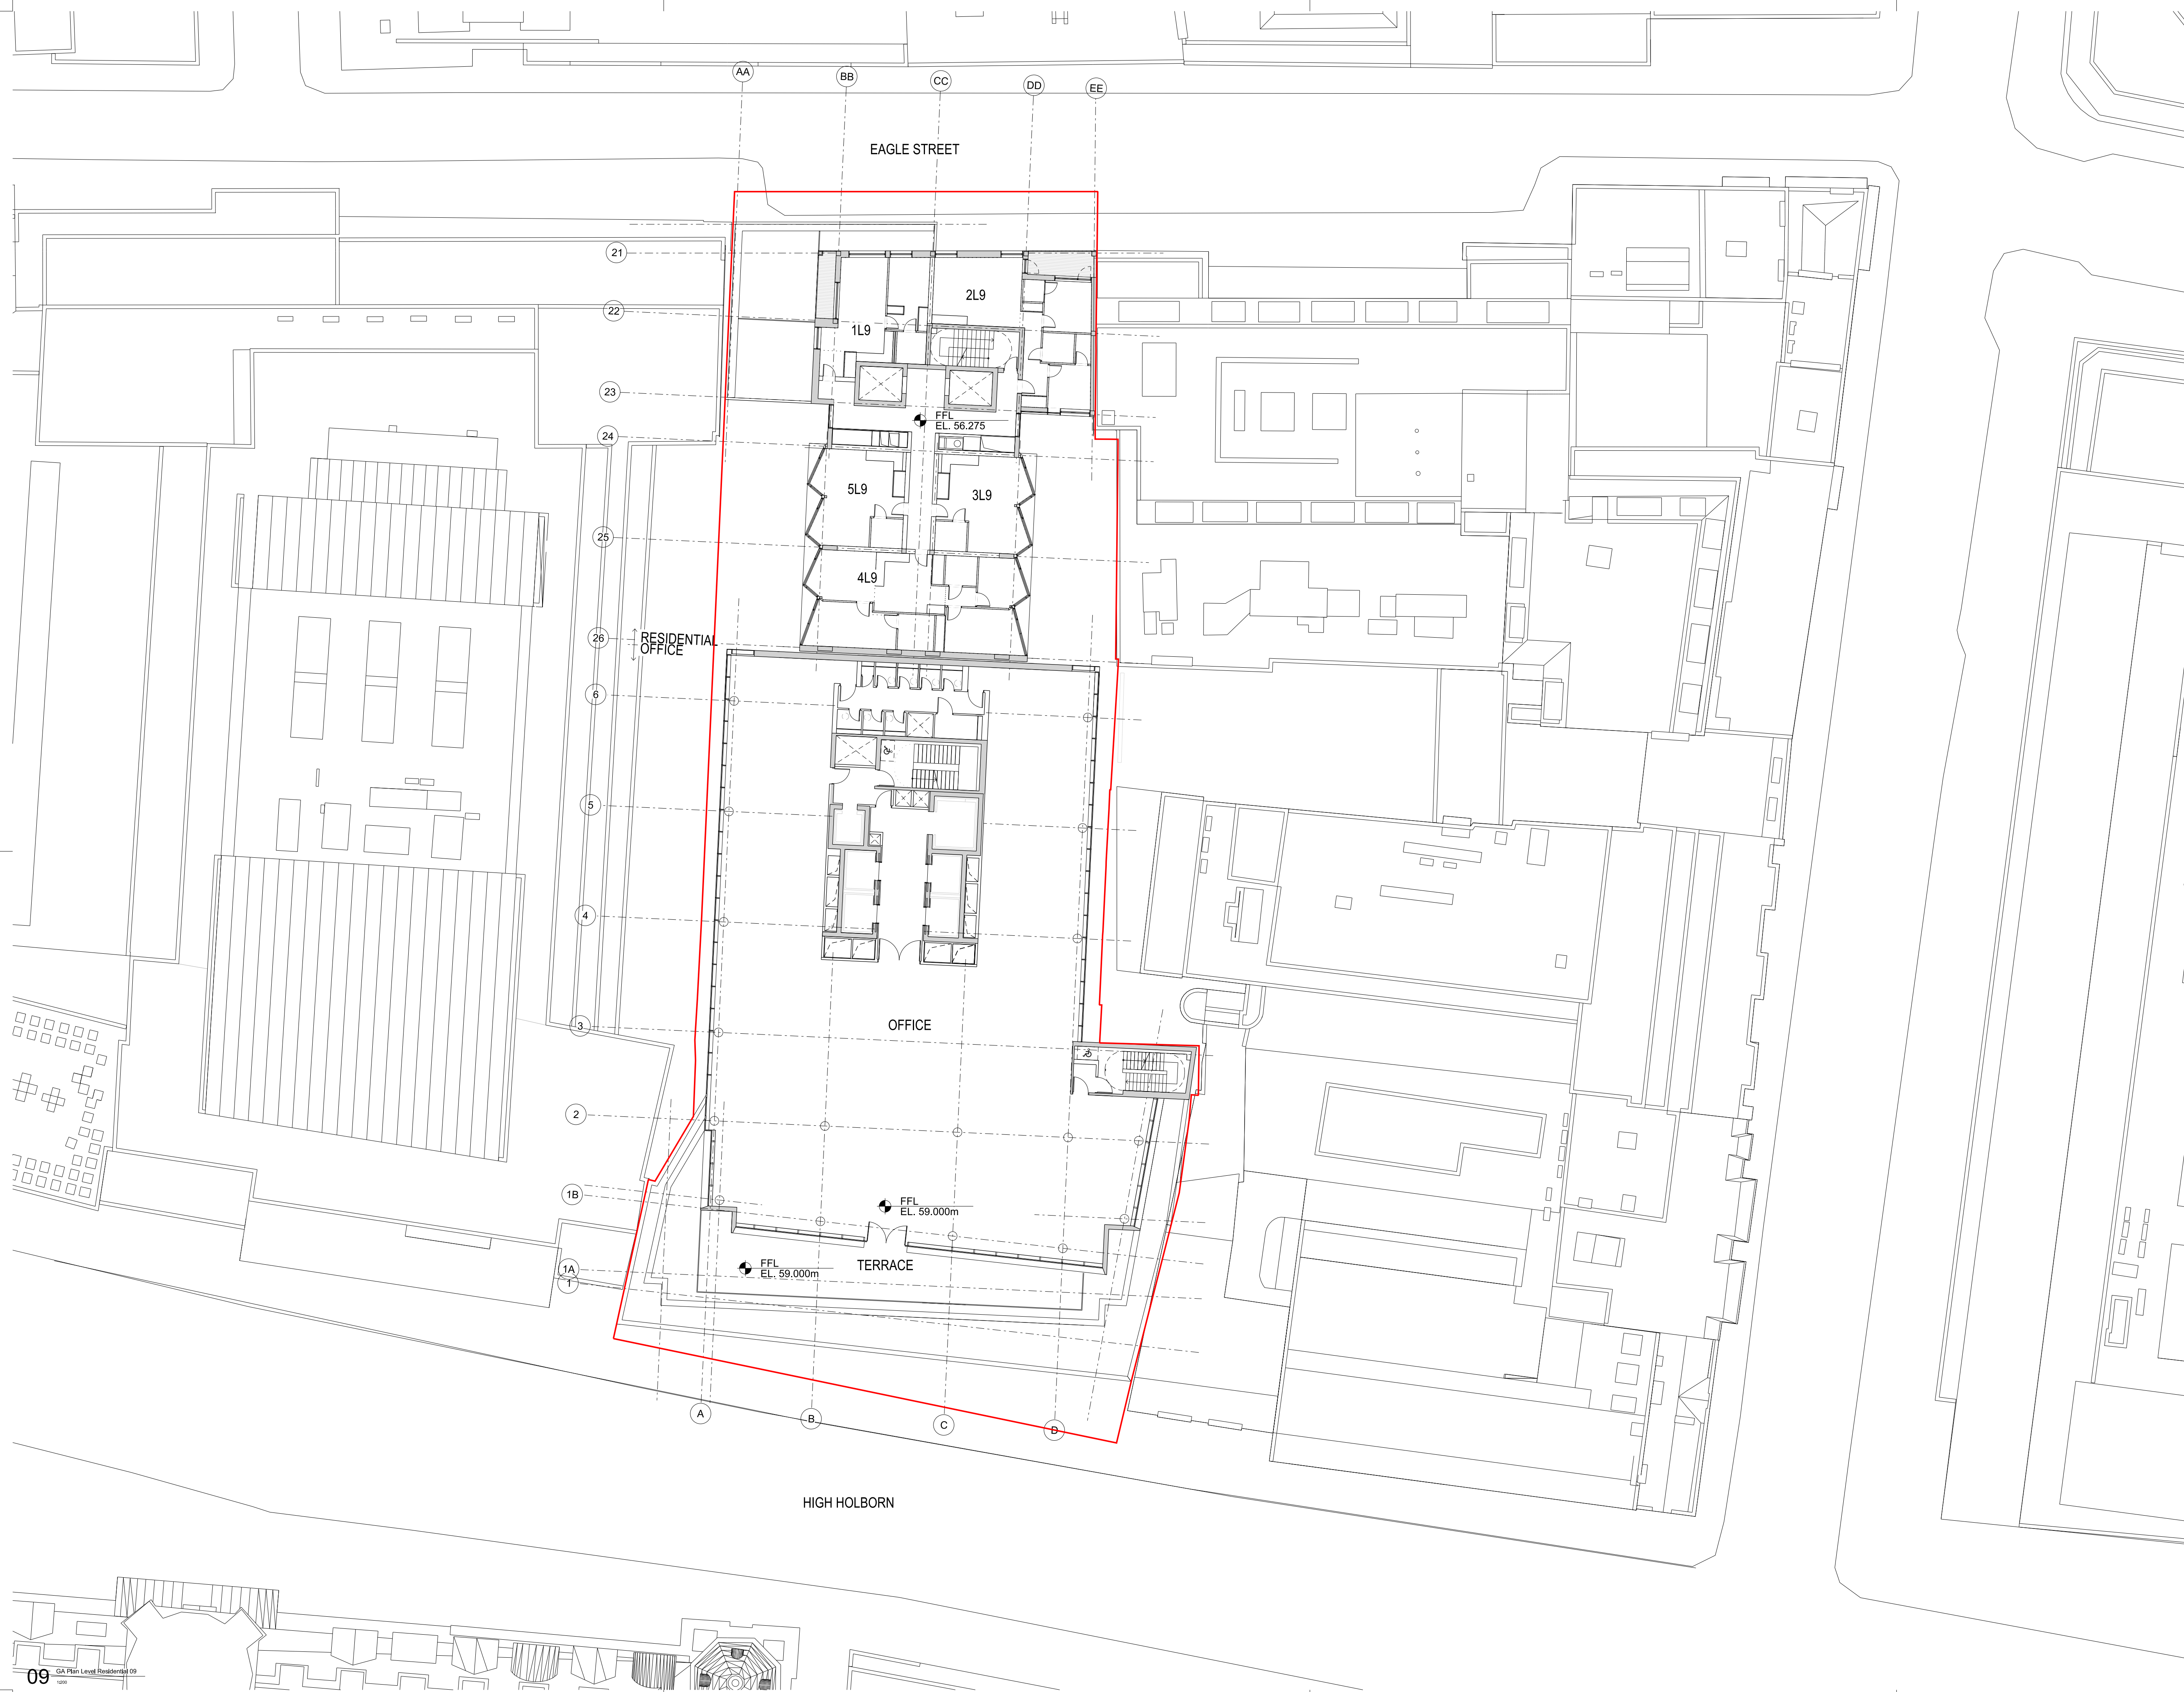 AA
BB
CC
DD
EE
EAGLE STREET
21
2L9
22
1L9
23
FFL
EL. 56.275
24
5L9
3L9
25
4L9
26
RESIDENTIAL
OFFICE
6
5
4
3
OFFICE
2
1B
FFL
EL. 59.000m
1A
1
FFL
EL. 59.000m
TERRACE
A
B
C
D
HIGH HOLBORN
09
GA Plan Level Residential 09
1:200